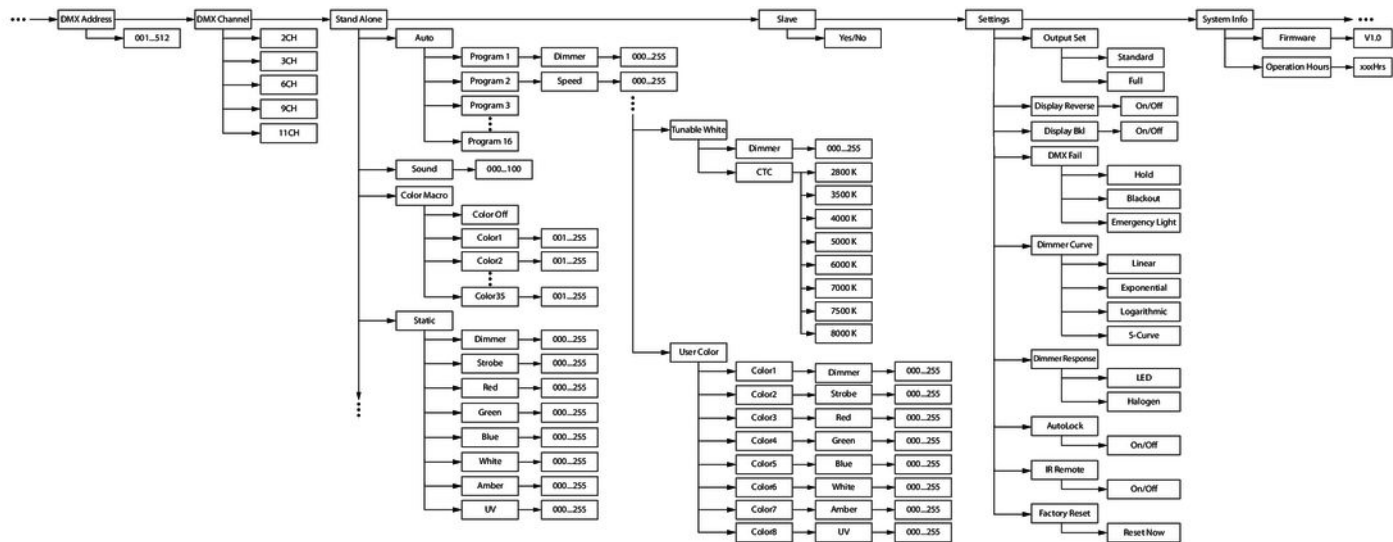 DMX Address
001...512
DMX Channel
2CH
3CH
6CH
9CH
11CH
Stand Alone
Auto
Program 1 Dimmer 000...255
Program 2 Speed 000...255
Program 3
Program 16
Sound 000...100
Color Macro
Color Off
Color1 001...255
Color2 001...255
Color35 001...255
Static
Dimmer 000...255
Strobe 000...255
Red 000...255
Green 000...255
Blue 000...255
White 000...255
Amber 000...255
UV 000...255
Tunable White
Dimmer 000...255
CTC 2800 K
3500 K
4000 K
5000 K
6000 K
7000 K
7500 K
8000 K
User Color
Color1 Dimmer 000...255
Color2 Strobe 000...255
Color3 Red 000...255
Color4 Green 000...255
Color5 Blue 000...255
Color6 White 000...255
Color7 Amber 000...255
Color8 UV 000...255
Slave
Yes/No
Settings
Output Set
Standard
Full
Display Reverse On/Off
Display Bkl On/Off
DMX Fail
Hold
Blackout
Emergency Light
Dimmer Curve
Linear
Exponential
Logarithmic
S-Curve
Dimmer Response
LED
Halogen
AutoLock
On/Off
IR Remote
On/Off
Factory Reset
Reset Now
System Info
Firmware V1.0
Operation Hours xxxHrs